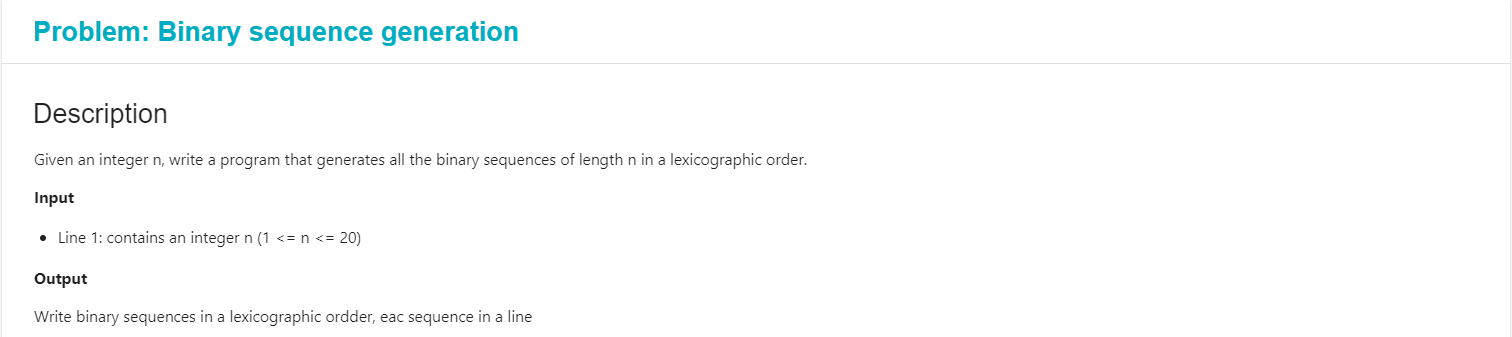 Problem: Binary sequence generation
Description
Given an integer n, write a program that generates all the binary sequences of length n in a lexicographic order.
Input
• Line 1: contains an integer n (1 <= n <= 20)
Output
Write binary sequences in a lexicographic ordder, eac sequence in a line